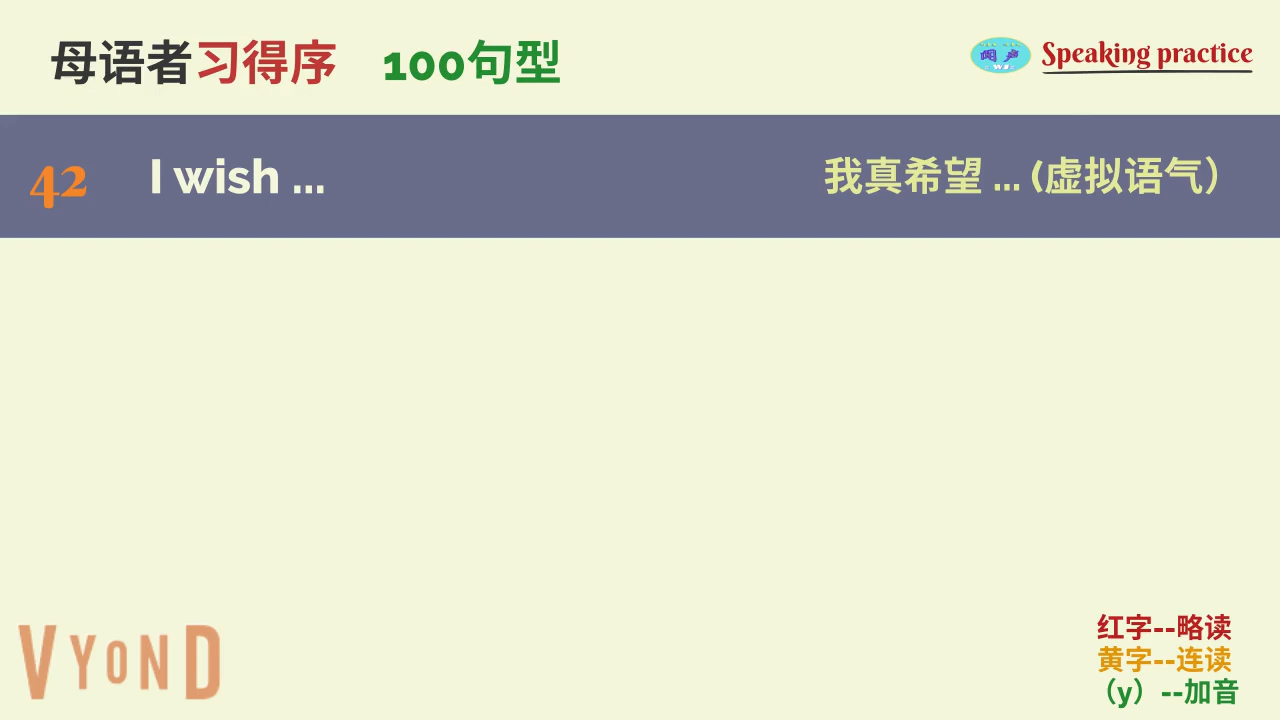 母语者习得序 100句型
Speaking practice
42 I wish ... 我真希望 ... (虚拟语气）
VYOND
红字--略读
黄字--连读
（y）--加音